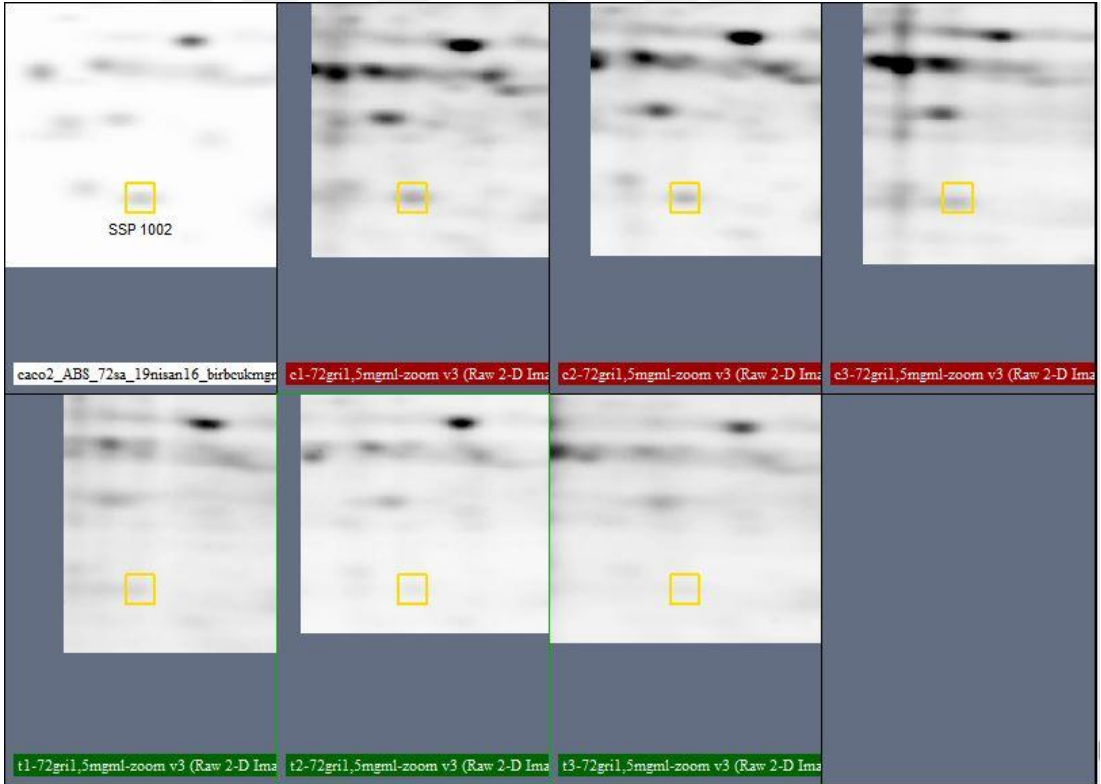 SSP 1002
caco2_ABS_72sa_19nisan16_birbcukmgr
c1-72gri1,5mgml-zoom v3 (Raw 2-D Ima
c2-72gri1,5mgml-zoom v3 (Raw 2-D Ima
c3-72gri1,5mgml-zoom v3 (Raw 2-D Ima
t1-72gri1,5mgml-zoom v3 (Raw 2-D Ima
t2-72gri1,5mgml-zoom v3 (Raw 2-D Ima
t3-72gri1,5mgml-zoom v3 (Raw 2-D Ima